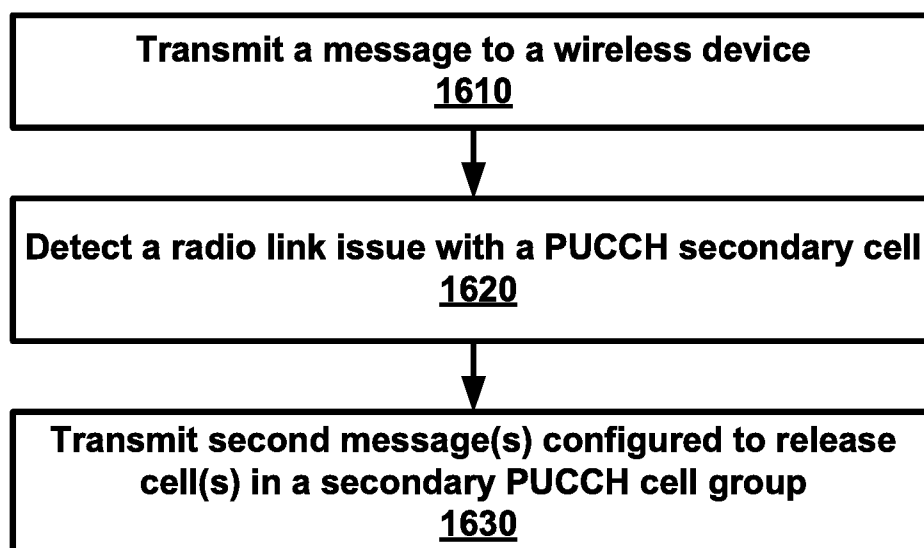 Transmit a message to a wireless device
1610
Detect a radio link issue with a PUCCH secondary cell
1620
Transmit second message(s) configured to release
cell(s) in a secondary PUCCH cell group
1630